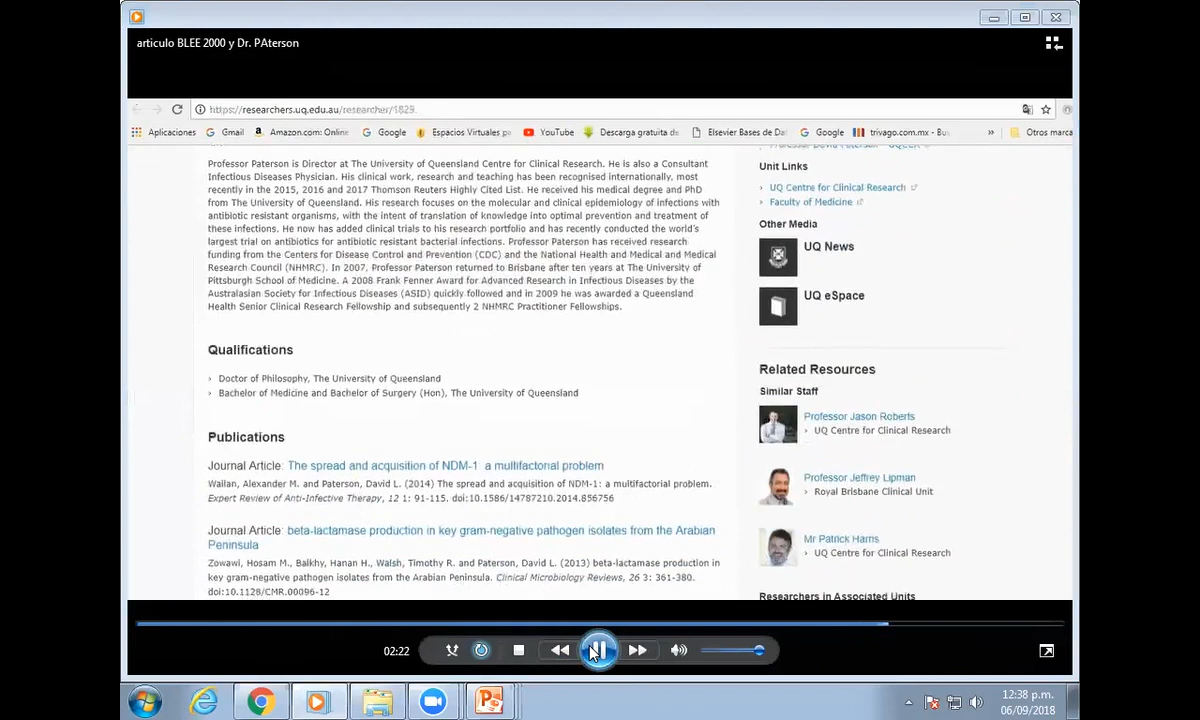 articulo BLEE 2000 y Dr. PAterson
https://researchers.uq.edu.au/researcher/1829
Aplicaciones
Gmail
Amazon.com: Online
Google
Espacios Virtuales p
YouTube
Descarga gratuita de
Elsevier Bases de Da
Google
trivago.com.mx - Bu
»
Otros marca
Professor Paterson is Director at The University of Queensland Centre for Clinical Research. He is also a Consultant
Infectious Diseases Physician. His clinical work, research and teaching has been recognised internationally, most
recently in the 2015, 2016 and 2017 Thomson Reuters Highly Cited List. He received his medical degree and PhD
from The University of Queensland. His research focuses on the molecular and clinical epidemiology of infections with
antibiotic resistant organisms, with the intent of translation of knowledge into optimal prevention and treatment of
these infections. He now has added clinical trials to his research portfolio and has recently conducted the world's
largest trial on antibiotics for antibiotic resistant bacterial infections. Professor Paterson has received research
funding from the Centers for Disease Control and Prevention (CDC) and the National Health and Medical and Medical
Research Council (NHMRC). In 2007, Professor Paterson returned to Brisbane after ten years at The University of
Pittsburgh School of Medicine. A 2008 Frank Fenner Award for Advanced Research in Infectious Diseases by the
Australasian Society for Infectious Diseases (ASID) quickly followed and in 2009 he was awarded a Queensland
Health Senior Clinical Research Fellowship and subsequently 2 NHMRC Practitioner Fellowships.
Qualifications
› Doctor of Philosophy, The University of Queensland
› Bachelor of Medicine and Bachelor of Surgery (Hon), The University of Queensland
Publications
Journal Article: The spread and acquisition of NDM-1 a multifactorial problem
Wailan, Alexander M. and Paterson, David L. (2014) The spread and acquisition of NDM-1: a multifactorial problem.
Expert Review of Anti-Infective Therapy, 12 1: 91-115. doi:10.1586/14787210.2014.856756
Journal Article: beta-lactamase production in key gram-negative pathogen isolates from the Arabian
Peninsula
Zowawi, Hosam M., Balkhy, Hanan H., Walsh, Timothy R. and Paterson, David L. (2013) beta-lactamase production in
key gram-negative pathogen isolates from the Arabian Peninsula. Clinical Microbiology Reviews, 26 3: 361-380.
doi:10.1128/CMR.00096-12
Unit Links
› UQ Centre for Clinical Research
› Faculty of Medicine
Other Media
UQ News
UQ eSpace
Related Resources
Similar Staff
Professor Jason Roberts
› UQ Centre for Clinical Research
Professor Jeffrey Lipman
› Royal Brisbane Clinical Unit
Mr Patrick Harris
› UQ Centre for Clinical Research
Researchers in Associated Units
02:22
12:38 p.m.
06/09/2018